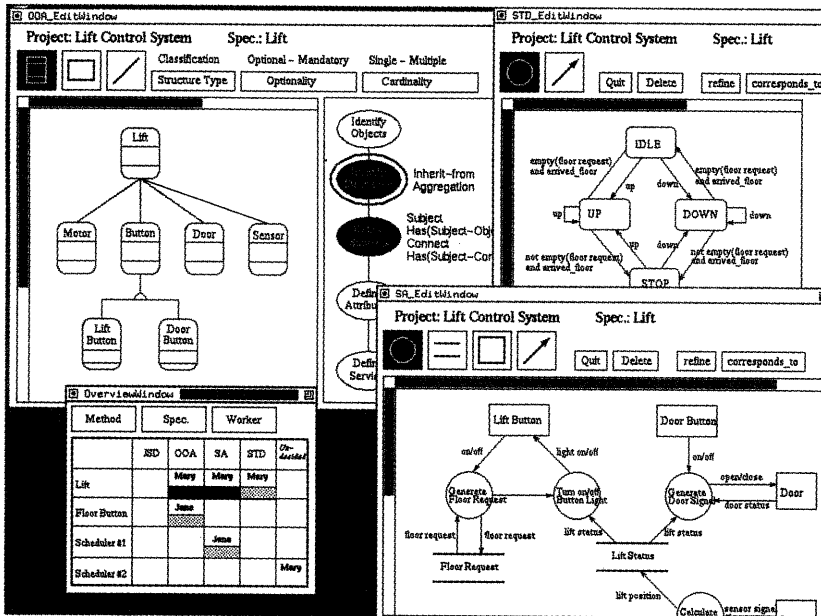 OOA_EditWindow
Project: Lift Control System Spec.: Lift
Classification Optional - Mandatory Single - Multiple
Structure Type Optionality Cardinality
Lift
Motor Button Door Sensor
Lift Button
Door Button
Identify Objects
Inherit-from
Aggregation
Subject
Has(Subject-Obj
Connect
Has(Subject-Con
Defin
Attribu
Defin
Servi
STD_EditWindow
Project: Lift Control System Spec.: Lift
Quit Delete refine corresponds_to
IDLE
empty(floor request)
and arrived_floor
empty(floor request)
and arrived_floor
up down
up UP DOWN down
up down
not empty(floor request)
and arrived_floor
not empty(floor request)
and arrived_floor
STOP
SA_EditWindow
Project: Lift Control System Spec.: Lift
Quit Delete refine corresponds_to
Lift Button Door Button
on/off light on/off on/off
Generate
Floor Request
Turn on/off
Button Light
Generate
Door Signal
open/close
door status
Door
floor request floor request
lift status lift status
Floor Request
Lift Status
lift position
Calculate
sensor signal
OverviewWindow
Method Spec. Worker
JSD OOA SA STD Un-decided
Lift Mary Mary Mary
Floor Button Jane
Scheduler #1 Jane
Scheduler #2 Mary